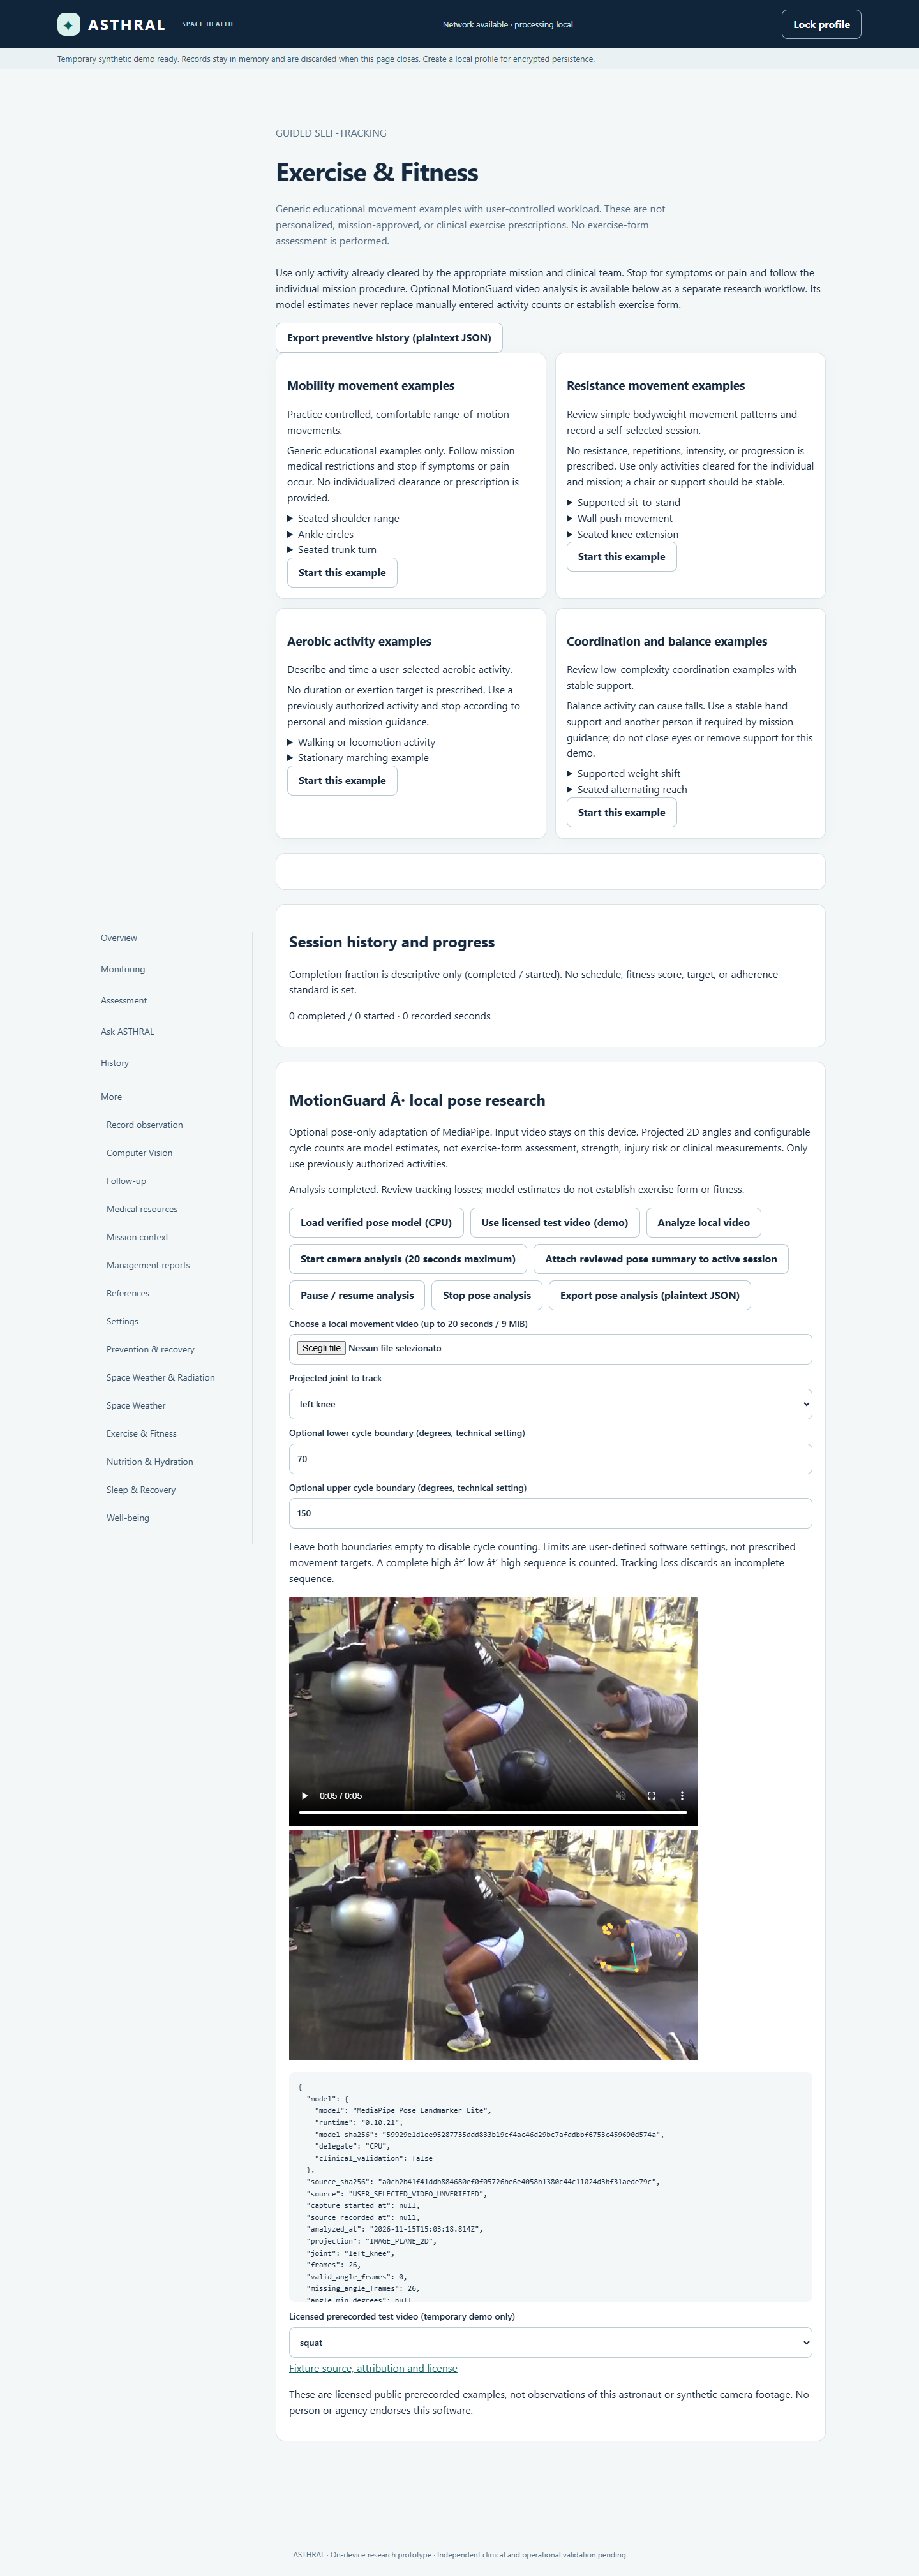 ASTHRAL
SPACE HEALTH
Network available · processing local
Lock profile
Temporary synthetic demo ready. Records stay in memory and are discarded when this page closes. Create a local profile for encrypted persistence.
GUIDED SELF-TRACKING
Exercise & Fitness
Generic educational movement examples with user-controlled workload. These are not
personalized, mission-approved, or clinical exercise prescriptions. No exercise-form
assessment is performed.
Use only activity already cleared by the appropriate mission and clinical team. Stop for symptoms or pain and follow the
individual mission procedure. Optional MotionGuard video analysis is available below as a separate research workflow. Its
model estimates never replace manually entered activity counts or establish exercise form.
Export preventive history (plaintext JSON)
Mobility movement examples
Practice controlled, comfortable range-of-motion
movements.
Generic educational examples only. Follow mission
medical restrictions and stop if symptoms or pain
occur. No individualized clearance or prescription is
provided.
▶ Seated shoulder range
▶ Ankle circles
▶ Seated trunk turn
Start this example
Resistance movement examples
Review simple bodyweight movement patterns and
record a self-selected session.
No resistance, repetitions, intensity, or progression is
prescribed. Use only activities cleared for the individual
and mission; a chair or support should be stable.
▶ Supported sit-to-stand
▶ Wall push movement
▶ Seated knee extension
Start this example
Aerobic activity examples
Describe and time a user-selected aerobic activity.
No duration or exertion target is prescribed. Use a
previously authorized activity and stop according to
personal and mission guidance.
▶ Walking or locomotion activity
▶ Stationary marching example
Start this example
Coordination and balance examples
Review low-complexity coordination examples with
stable support.
Balance activity can cause falls. Use a stable hand
support and another person if required by mission
guidance; do not close eyes or remove support for this
demo.
▶ Supported weight shift
▶ Seated alternating reach
Start this example
Overview
Monitoring
Assessment
Ask ASTHRAL
History
More
Record observation
Computer Vision
Follow-up
Medical resources
Mission context
Management reports
References
Settings
Prevention & recovery
Space Weather & Radiation
Space Weather
Exercise & Fitness
Nutrition & Hydration
Sleep & Recovery
Well-being
Session history and progress
Completion fraction is descriptive only (completed / started). No schedule, fitness score, target, or adherence
standard is set.
0 completed / 0 started · 0 recorded seconds
MotionGuard Â· local pose research
Optional pose-only adaptation of MediaPipe. Input video stays on this device. Projected 2D angles and configurable
cycle counts are model estimates, not exercise-form assessment, strength, injury risk or clinical measurements. Only
use previously authorized activities.
Analysis completed. Review tracking losses; model estimates do not establish exercise form or fitness.
Load verified pose model (CPU)
Use licensed test video (demo)
Analyze local video
Start camera analysis (20 seconds maximum)
Attach reviewed pose summary to active session
Pause / resume analysis
Stop pose analysis
Export pose analysis (plaintext JSON)
Choose a local movement video (up to 20 seconds / 9 MiB)
Scegli file Nessun file selezionato
Projected joint to track
left knee
Optional lower cycle boundary (degrees, technical setting)
70
Optional upper cycle boundary (degrees, technical setting)
150
Leave both boundaries empty to disable cycle counting. Limits are user-defined software settings, not prescribed
movement targets. A complete high â†' low â†' high sequence is counted. Tracking loss discards an incomplete
sequence.
0:05 / 0:05
{
"model": {
"model": "MediaPipe Pose Landmarker Lite",
"runtime": "0.10.21",
"model_sha256": "59929e1d1ee95287735ddd833b19cf4ac46d29bc7afddbbf6753c459690d574a",
"delegate": "CPU",
"clinical_validation": false
},
"source_sha256": "a0cb2b41f41ddb884680ef0f05726be6e4058b1380c44c11024d3bf31aede79c",
"source": "USER_SELECTED_VIDEO_UNVERIFIED",
"capture_started_at": null,
"source_recorded_at": null,
"analyzed_at": "2026-11-15T15:03:18.814Z",
"projection": "IMAGE_PLANE_2D",
"joint": "left_knee",
"frames": 26,
"valid_angle_frames": 0,
"missing_angle_frames": 26,
"angle_min_degrees": null,
Licensed prerecorded test video (temporary demo only)
squat
Fixture source, attribution and license
These are licensed public prerecorded examples, not observations of this astronaut or synthetic camera footage. No
person or agency endorses this software.
ASTHRAL · On-device research prototype · Independent clinical and operational validation pending